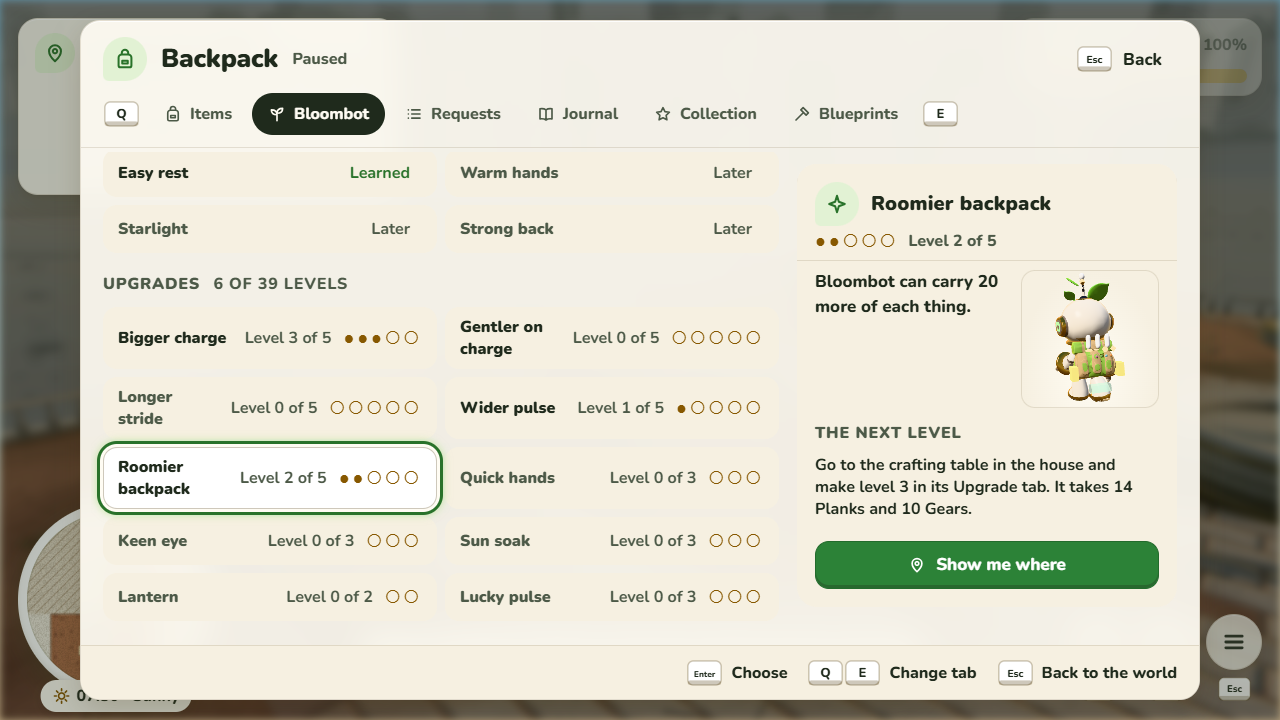 Backpack Paused
Esc Back
100%
Q Items Bloombot Requests Journal Collection Blueprints E
Easy rest Learned
Warm hands Later
Starlight Later
Strong back Later
UPGRADES 6 OF 39 LEVELS
Bigger charge Level 3 of 5
Gentler on
charge Level 0 of 5
Longer
stride Level 0 of 5
Wider pulse Level 1 of 5
Roomier
backpack Level 2 of 5
Quick hands Level 0 of 3
Keen eye Level 0 of 3
Sun soak Level 0 of 3
Lantern Level 0 of 2
Lucky pulse Level 0 of 3
Roomier backpack
Level 2 of 5
Bloombot can carry 20
more of each thing.
THE NEXT LEVEL
Go to the crafting table in the house and
make level 3 in its Upgrade tab. It takes 14
Planks and 10 Gears.
Show me where
Enter Choose Q E Change tab Esc Back to the world
Esc